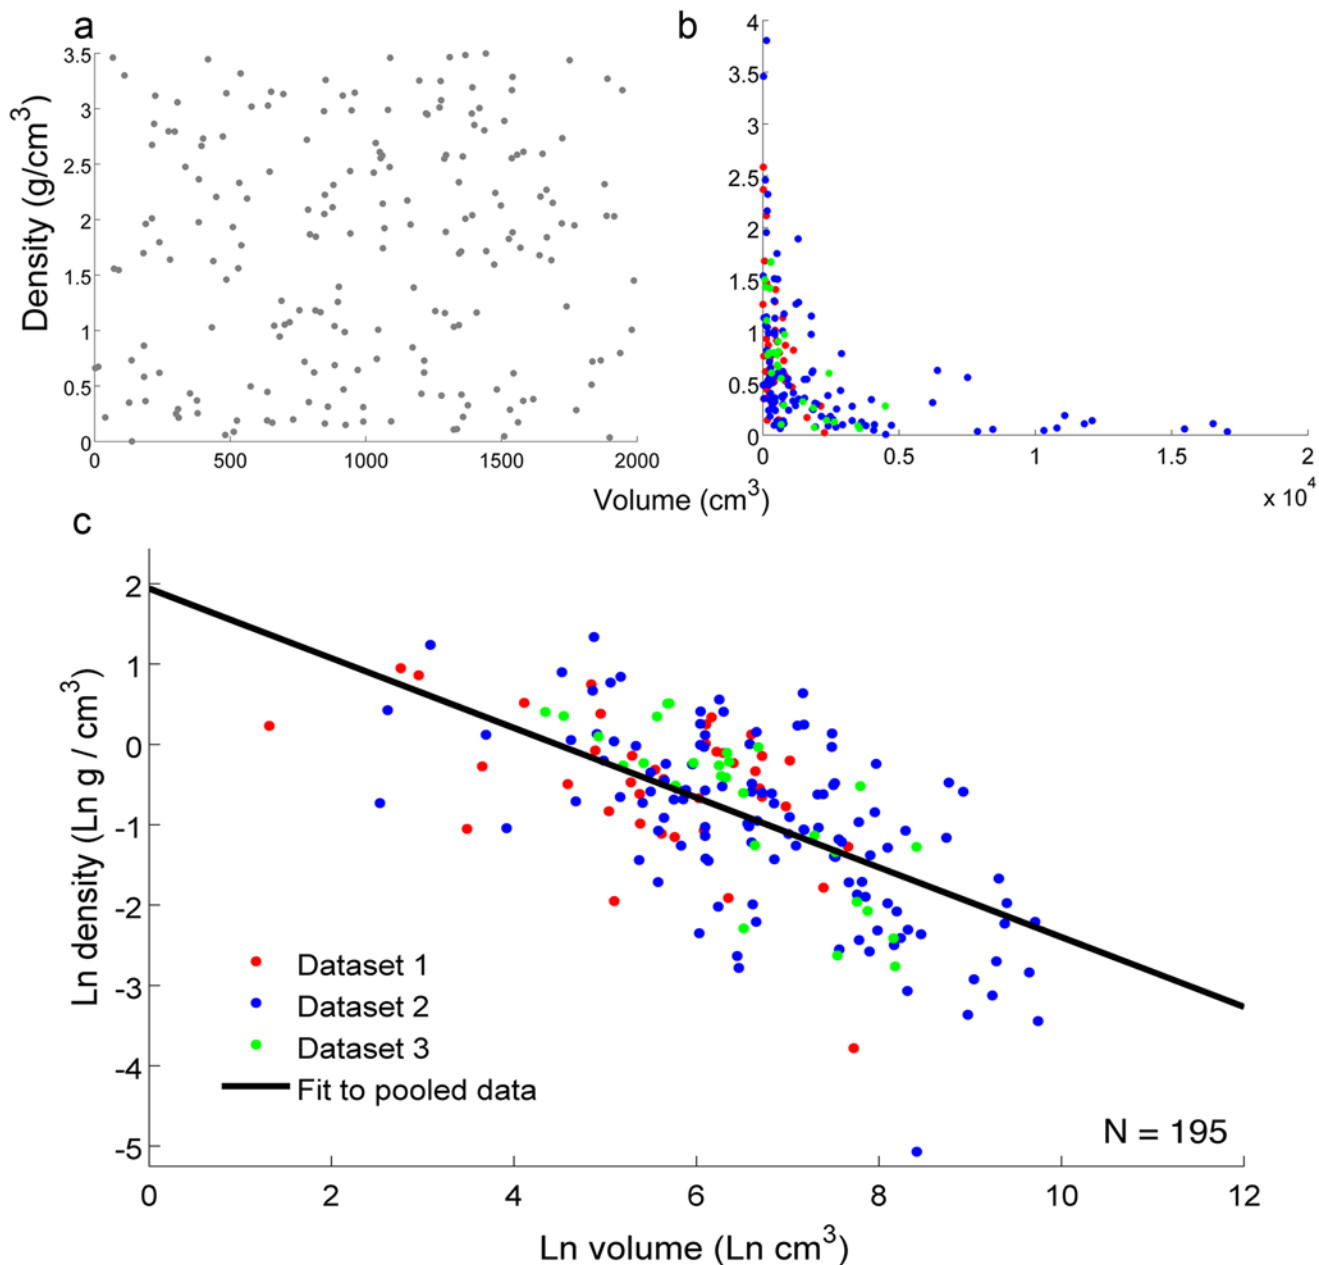 a
3.5
3
2.5
2
1.5
1
0.5
0
0 500 1000 1500 2000
Density (g/cm³)
b
4
3.5
3
2.5
2
1.5
1
0.5
0
0 0.5 1 1.5 2
x 10⁴
Volume (cm³)
c
2
1
0
-1
-2
-3
-4
-5
Ln density (Ln g / cm³)
Dataset 1
Dataset 2
Dataset 3
Fit to pooled data
N = 195
0 2 4 6 8 10 12
Ln volume (Ln cm³)